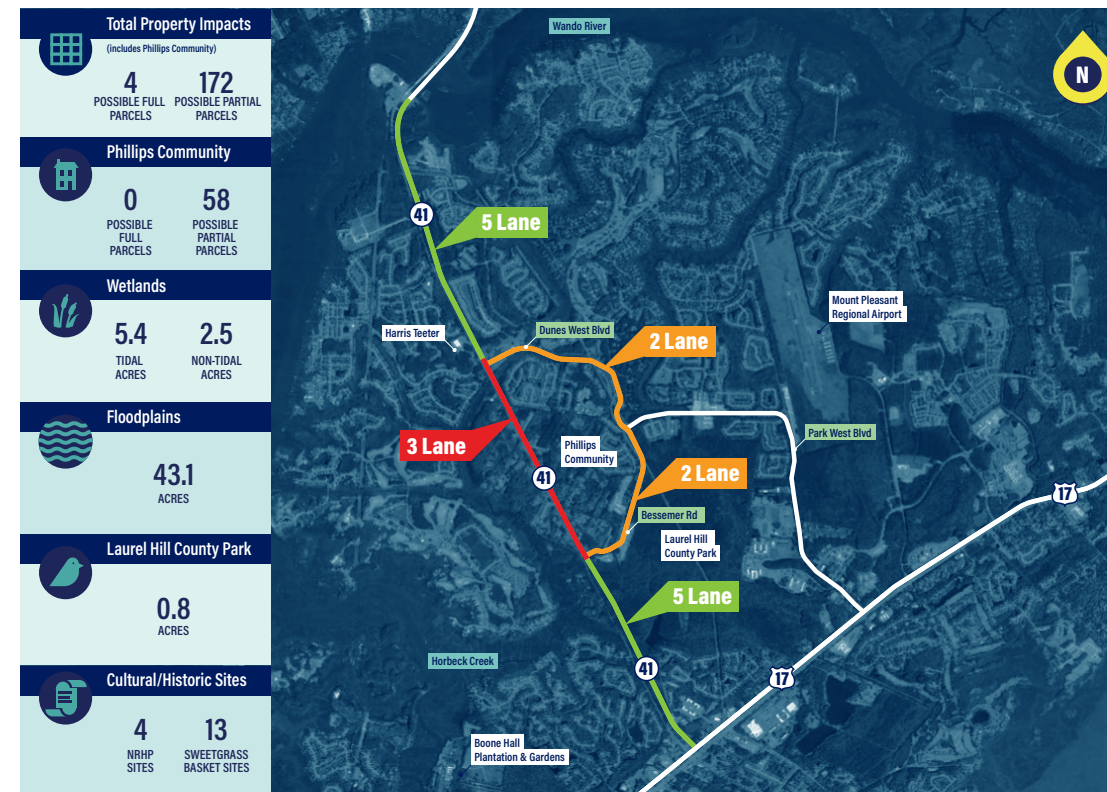 Total Property Impacts
(includes Phillips Community)
4
POSSIBLE FULL
PARCELS
172
POSSIBLE PARTIAL
PARCELS
Phillips Community
0
POSSIBLE
FULL
PARCELS
58
POSSIBLE
PARTIAL
PARCELS
Wetlands
5.4
TIDAL
ACRES
2.5
NON-TIDAL
ACRES
Floodplains
43.1
ACRES
Laurel Hill County Park
0.8
ACRES
Cultural/Historic Sites
4
NRHP
SITES
13
SWEETGRASS
BASKET SITES
Wando River
N
41
5 Lane
Mount Pleasant
Regional Airport
Harris Teeter
Dunes West Blvd
2 Lane
3 Lane
Phillips
Community
Park West Blvd
41
2 Lane
17
Bessemer Rd
Laurel Hill
County Park
5 Lane
Horbeck Creek
41
17
Boone Hall
Plantation & Gardens